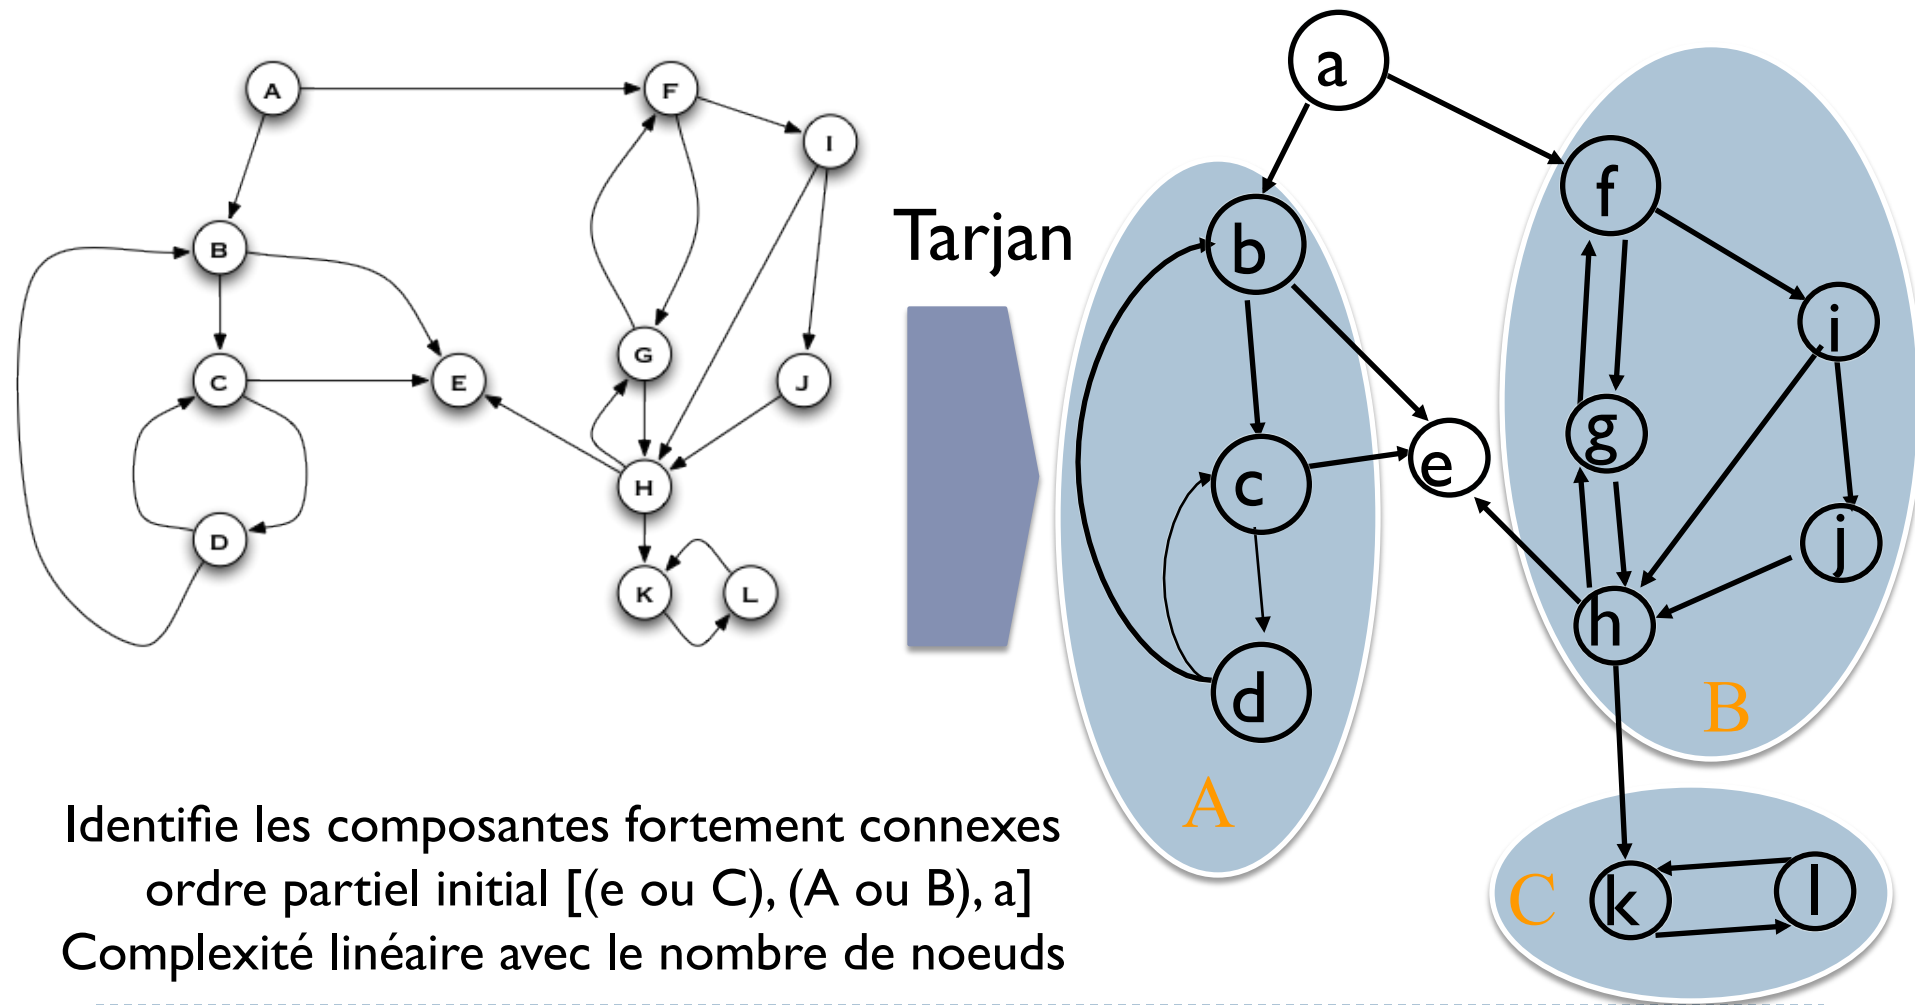 A
F
I
B
G
C
E
J
H
D
K
L
Tarjan
a
f
b
i
g
c
e
j
h
d
B
A
C
k
l
Identifie les composantes fortement connexes
ordre partiel initial [(e ou C), (A ou B), a]
Complexité linéaire avec le nombre de noeuds